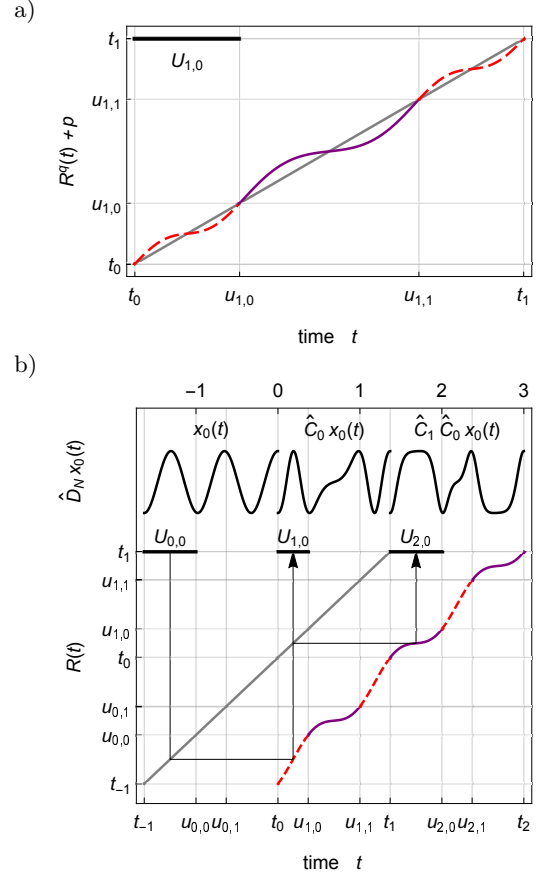 a)
t₁
U₁,₀
u₁,₁
R^q(t) + p
u₁,₀
t₀
t₀ u₁,₀ u₁,₁ t₁
time t
b)
-1 0 1 2 3
x₀(t) Ĉ₀ x₀(t) Ĉ₁ Ĉ₀ x₀(t)
D̂_N x₀(t)
U₀,₀ U₁,₀ U₂,₀
t₁
u₁,₁
u₁,₀
R(t)
t₀
u₀,₁
u₀,₀
t₋₁
t₋₁ u₀,₀ u₀,₁ t₀ u₁,₀ u₁,₁ t₁ u₂,₀ u₂,₁ t₂
time t